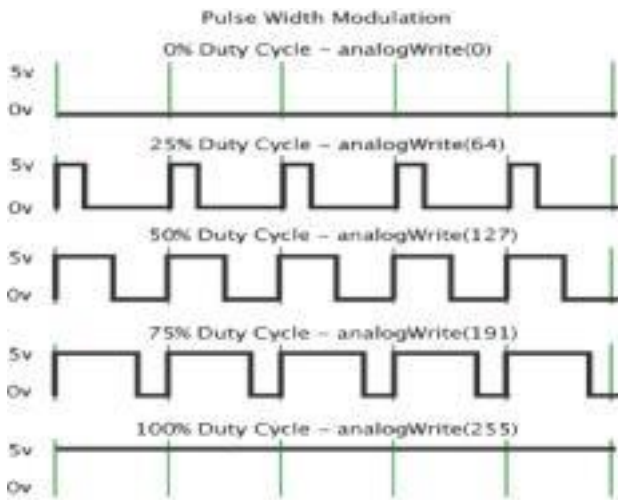 Pulse Width Modulation
0% Duty Cycle – analogWrite(0)
5v
0v
25% Duty Cycle – analogWrite(64)
5v
0v
50% Duty Cycle – analogWrite(127)
5v
0v
75% Duty Cycle – analogWrite(191)
5v
0v
100% Duty Cycle – analogWrite(255)
5v
0v